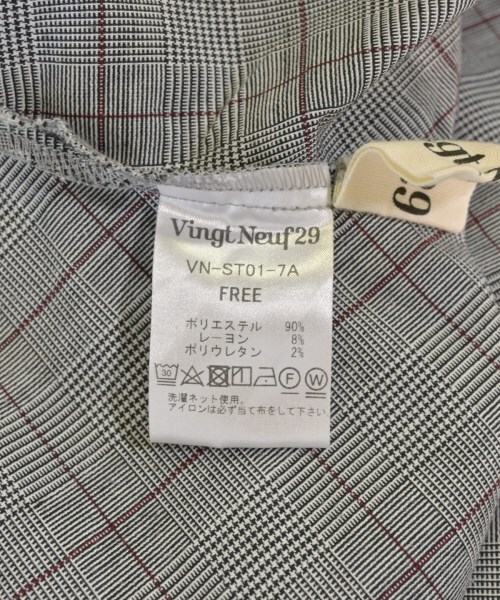 Vingt Neuf29
VN-ST01-7A
FREE
ポリエステル 90%
レーヨン 8%
ポリウレタン 2%
30 F W
洗濯ネット使用。
アイロンは必ず当て布をして下さい。
29